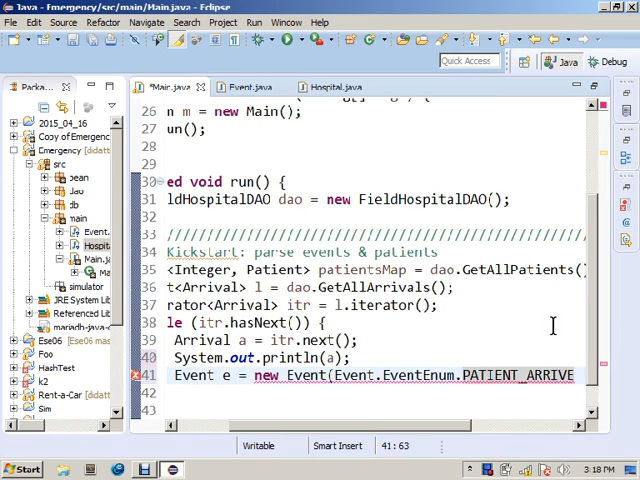 Java - Emergency/src/main/Main.java - Eclipse
File Edit Source Refactor Navigate Search Project Run Window Help
Quick Access Java Debug
Packa...
*Main.java Event.java Hospital.java
2015_04_16
Copy of Emergenc
Emergency [didatt
src
bean
dao
db
main
Event.
Hospit
Main.j
Ma
simulator
JRE System Lib
Referenced Lib
mariadb-java-c
Ese06 [didattica
Foo
HashTest
k2
Rent-a-Car [dida
Sim
26 n m = new Main();
27 un();
28
29
30 ed void run() {
31 ldHospitalDAO dao = new FieldHospitalDAO();
32
33 ////////////////////////////////////////
34 Kickstart: parse events & patients
35 <Integer, Patient> patientsMap = dao.GetAllPatients()
36 t<Arrival> l = dao.GetAllArrivals();
37 rator<Arrival> itr = l.iterator();
38 le (itr.hasNext()) {
39 Arrival a = itr.next();
40 System.out.println(a);
41 Event e = new Event(Event.EventEnum.PATIENT_ARRIVE
42
43
Writable Smart Insert 41 : 63
Start 3:18 PM